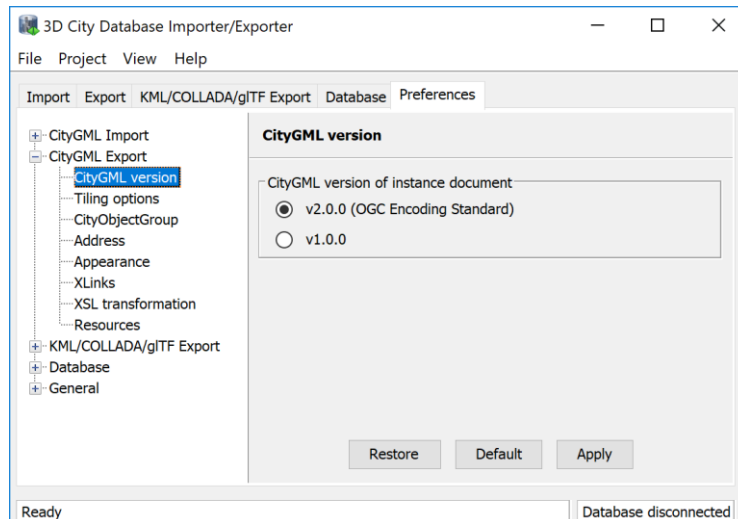 3D City Database Importer/Exporter
File Project View Help
Import Export KML/COLLADA/glTF Export Database Preferences
CityGML Import
CityGML Export
CityGML version
Tiling options
CityObjectGroup
Address
Appearance
XLinks
XSL transformation
Resources
KML/COLLADA/glTF Export
Database
General
CityGML version
CityGML version of instance document
v2.0.0 (OGC Encoding Standard)
v1.0.0
Restore Default Apply
Ready Database disconnected